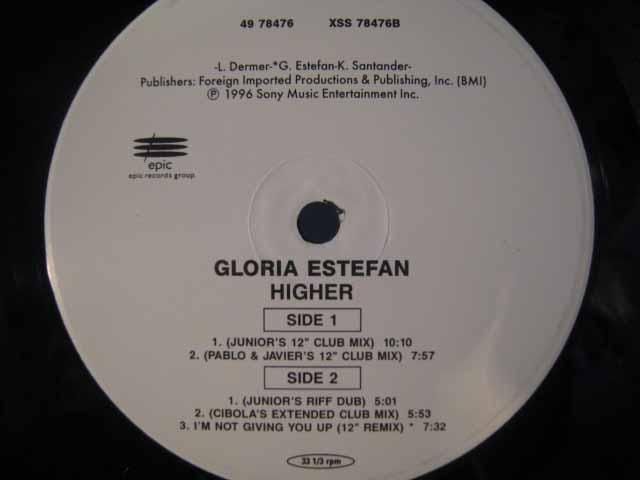 49 78476 XSS 78476B
-L. Dermer-*G. Estefan-K. Santander-
Publishers: Foreign Imported Productions & Publishing, Inc. (BMI)
Ⓟ 1996 Sony Music Entertainment Inc.
epic
epic records group
GLORIA ESTEFAN
HIGHER
SIDE 1
1. (JUNIOR'S 12" CLUB MIX) 10:10
2. (PABLO & JAVIER'S 12" CLUB MIX) 7:57
SIDE 2
1. (JUNIOR'S RIFF DUB) 5:01
2. (CIBOLA'S EXTENDED CLUB MIX) 5:53
3. I'M NOT GIVING YOU UP (12" REMIX) * 7:32
33 1/3 rpm